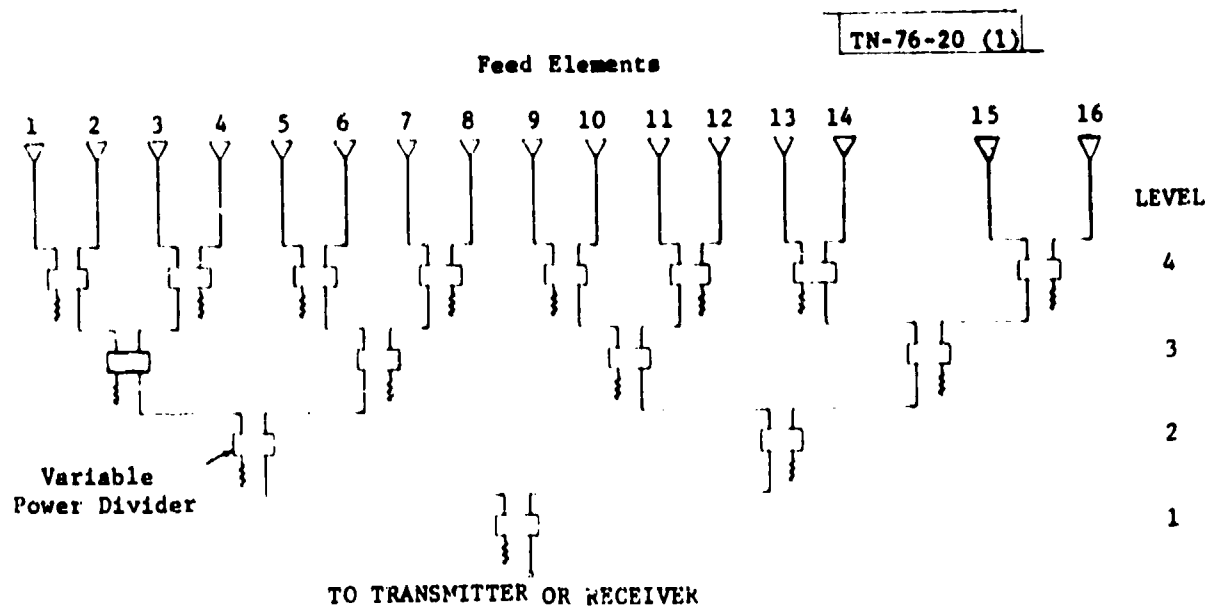 TN-76-20 (1)
Feed Elements
1 2 3 4 5 6 7 8 9 10 11 12 13 14 15 16
LEVEL
4
3
2
Variable
Power Divider
1
TO TRANSMITTER OR RECEIVER